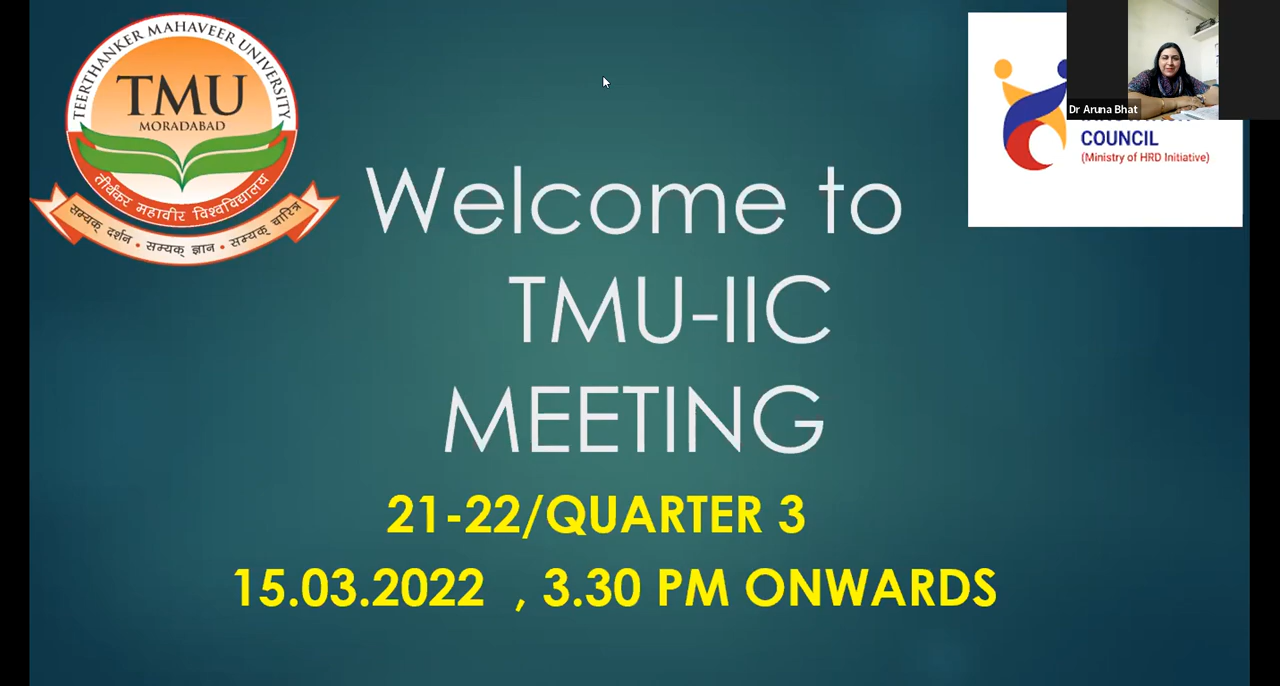 TEERTHANKER MAHAVEER UNIVERSITY
TMU
MORADABAD
तीर्थंकर महावीर विश्वविद्यालय
सम्यक् दर्शन • सम्यक् ज्ञान • सम्यक् चारित्र
Dr Aruna Bhat
COUNCIL
(Ministry of HRD Initiative)
Welcome to
TMU-IIC
MEETING
21-22/QUARTER 3
15.03.2022 , 3.30 PM ONWARDS